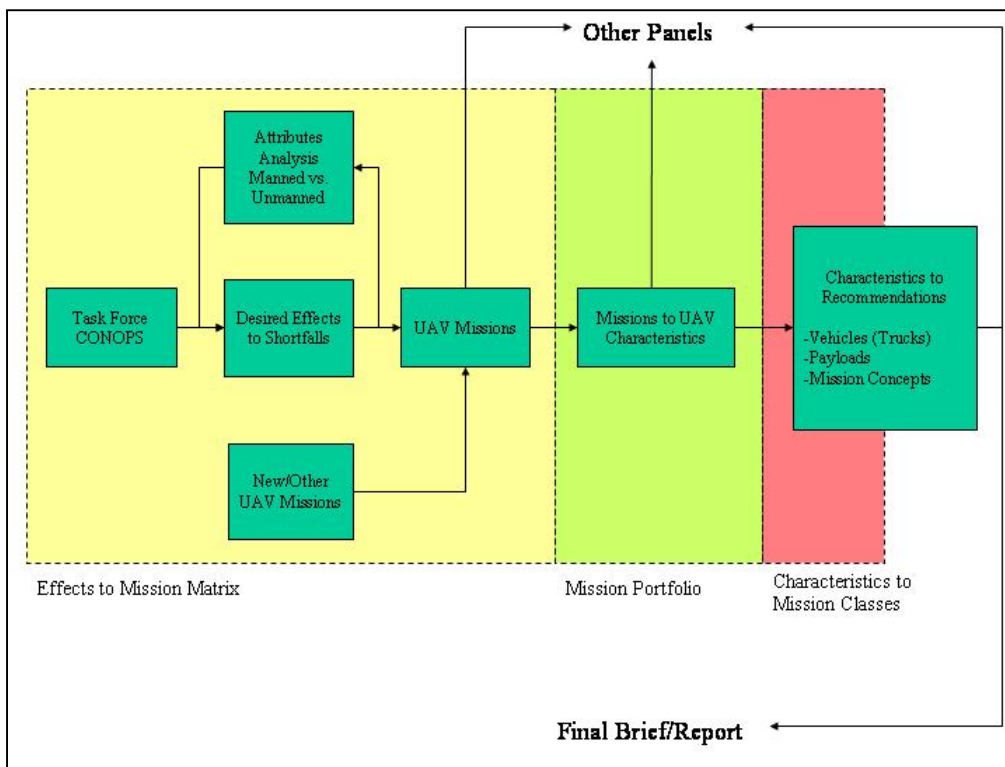 Other Panels
Attributes
Analysis
Manned vs.
Unmanned
Task Force
CONOPS
Desired Effects
to Shortfalls
UAV Missions
Missions to UAV
Characteristics
Characteristics to
Recommendations
-Vehicles (Trucks)
-Payloads
-Mission Concepts
New/Other
UAV Missions
Effects to Mission Matrix
Mission Portfolio
Characteristics to
Mission Classes
Final Brief/Report